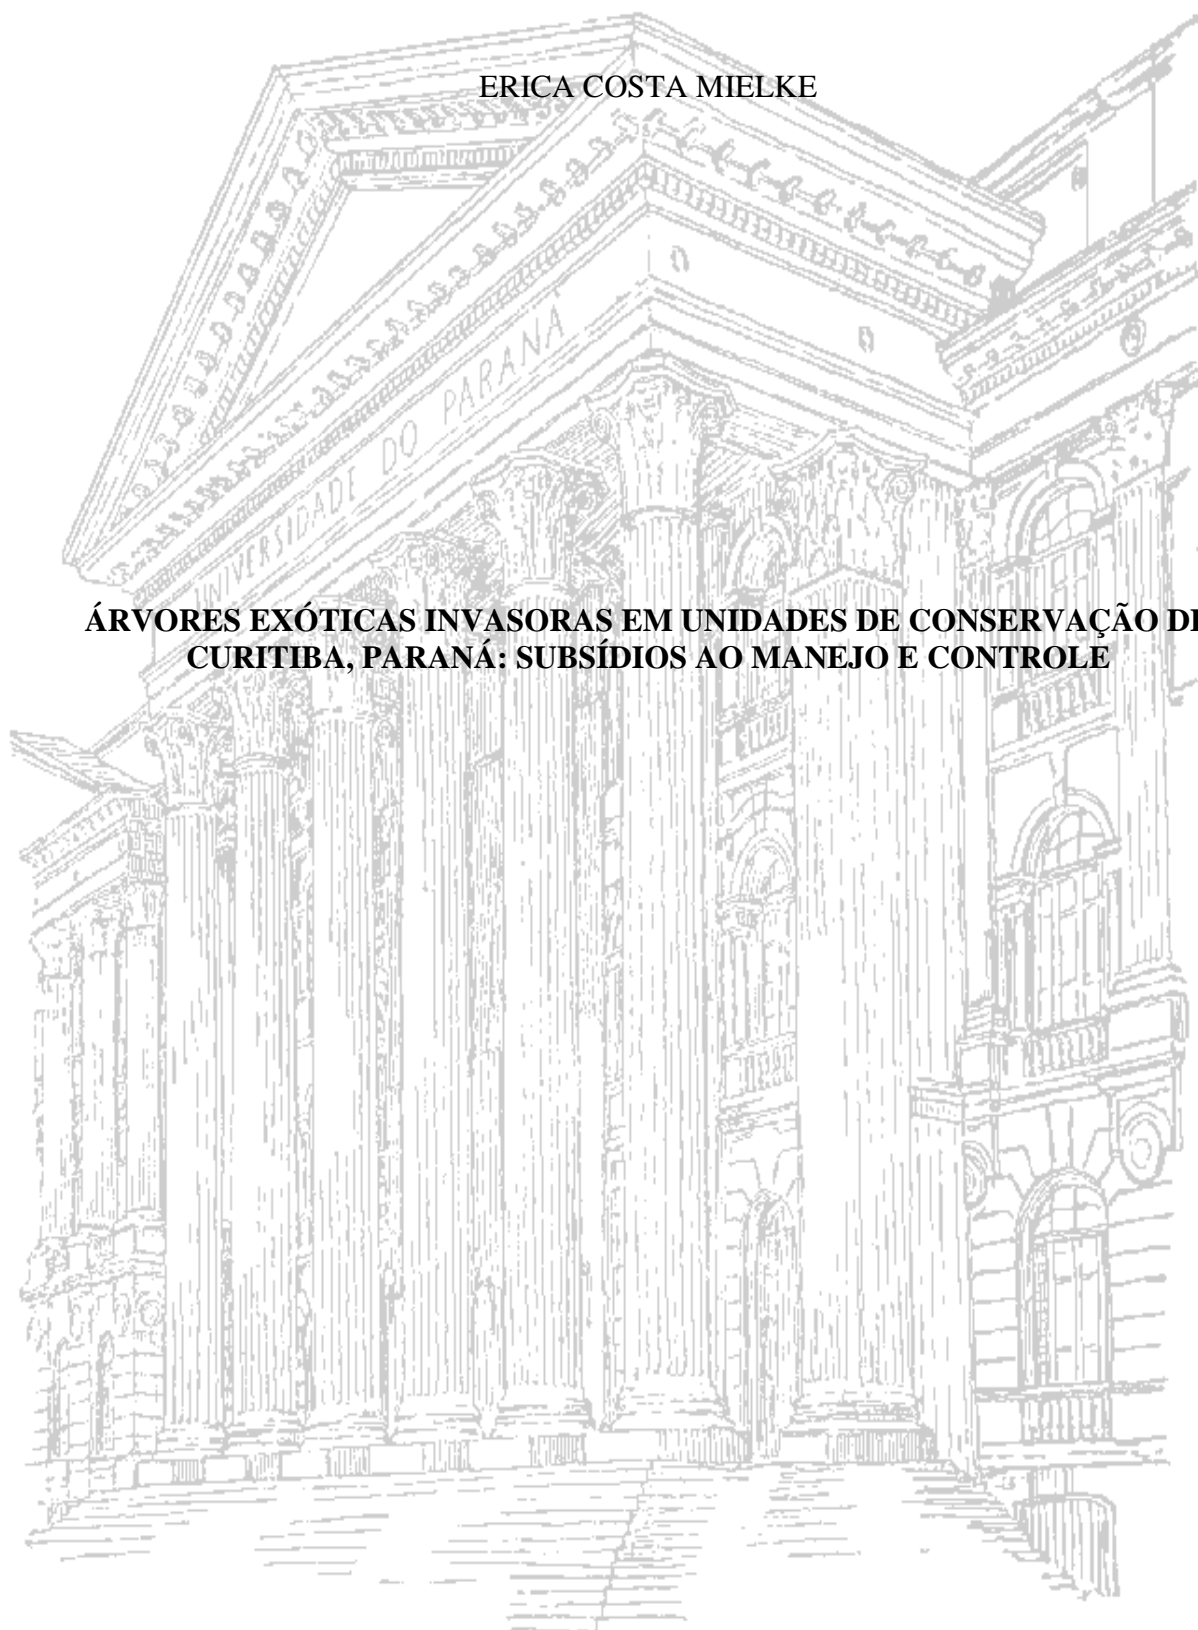 ERICA COSTA MIELKE
UNIVERSIDADE DO PARANÁ
ÁRVORES EXÓTICAS INVASORAS EM UNIDADES DE CONSERVAÇÃO DE
CURITIBA, PARANÁ: SUBSÍDIOS AO MANEJO E CONTROLE